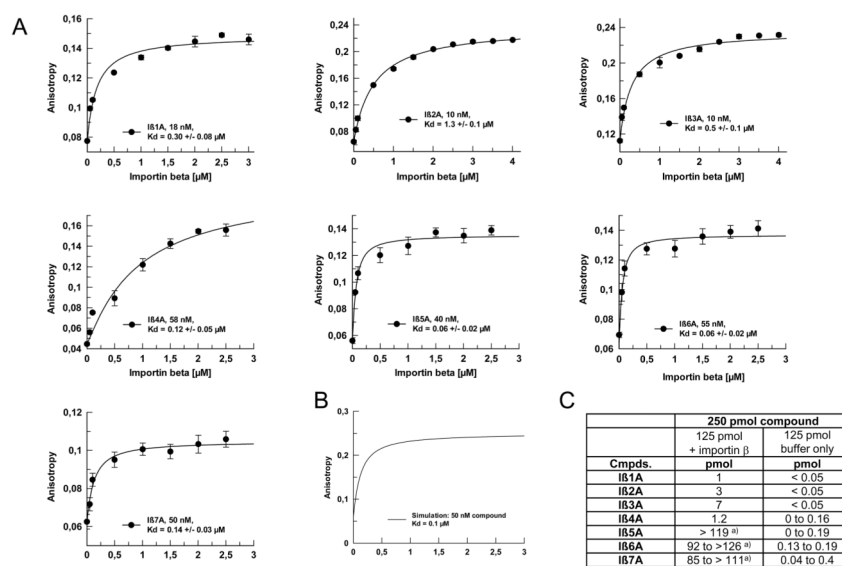 A
0,16
0,14
0,12
0,1
0,08
Anisotropy
Iß1A, 18 nM,
Kd = 0.30 +/- 0.08 µM
0 0,5 1 1,5 2 2,5 3
Importin beta [µM]
0,24
0,2
0,16
0,12
0,08
Anisotropy
Iß2A, 10 nM,
Kd = 1.3 +/- 0.1 µM
0 0,5 1 1,5 2 2,5 3 3,5 4
Importin beta [µM]
0,24
0,2
0,16
0,12
Anisotropy
Iß3A, 10 nM,
Kd = 0.5 +/- 0.1 µM
0 0,5 1 1,5 2 2,5 3 3,5 4
Importin beta [µM]
0,16
0,14
0,12
0,1
0,08
0,06
0,04
Anisotropy
Iß4A, 58 nM,
Kd = 0.12 +/- 0.05 µM
0 0,5 1 1,5 2 2,5 3
Importin beta [µM]
0,14
0,12
0,1
0,08
0,06
Anisotropy
Iß5A, 40 nM,
Kd = 0.06 +/- 0.02 µM
0 0,5 1 1,5 2 2,5 3
Importin beta [µM]
0,14
0,12
0,1
0,08
0,06
Anisotropy
Iß6A, 55 nM,
Kd = 0.06 +/- 0.02 µM
0 0,5 1 1,5 2 2,5 3
Importin beta [µM]
0,12
0,1
0,08
0,06
Anisotropy
Iß7A, 50 nM,
Kd = 0.14 +/- 0.03 µM
0 0,5 1 1,5 2 2,5 3
Importin beta [µM]
B
0,3
0,2
0,1
0
Anisotropy
Simulation: 50 nM compound
Kd = 0.1 µM
0 0,5 1 1,5 2 2,5 3
Importin beta [µM]
C
250 pmol compound
125 pmol 125 pmol
+ importin β buffer only
Cmpds. pmol pmol
Iß1A 1 < 0.05
Iß2A 3 < 0.05
Iß3A 7 < 0.05
Iß4A 1.2 0 to 0.16
Iß5A > 119 a) 0 to 0.19
Iß6A 92 to >126 a) 0.13 to 0.19
Iß7A 85 to > 111a) 0.04 to 0.4